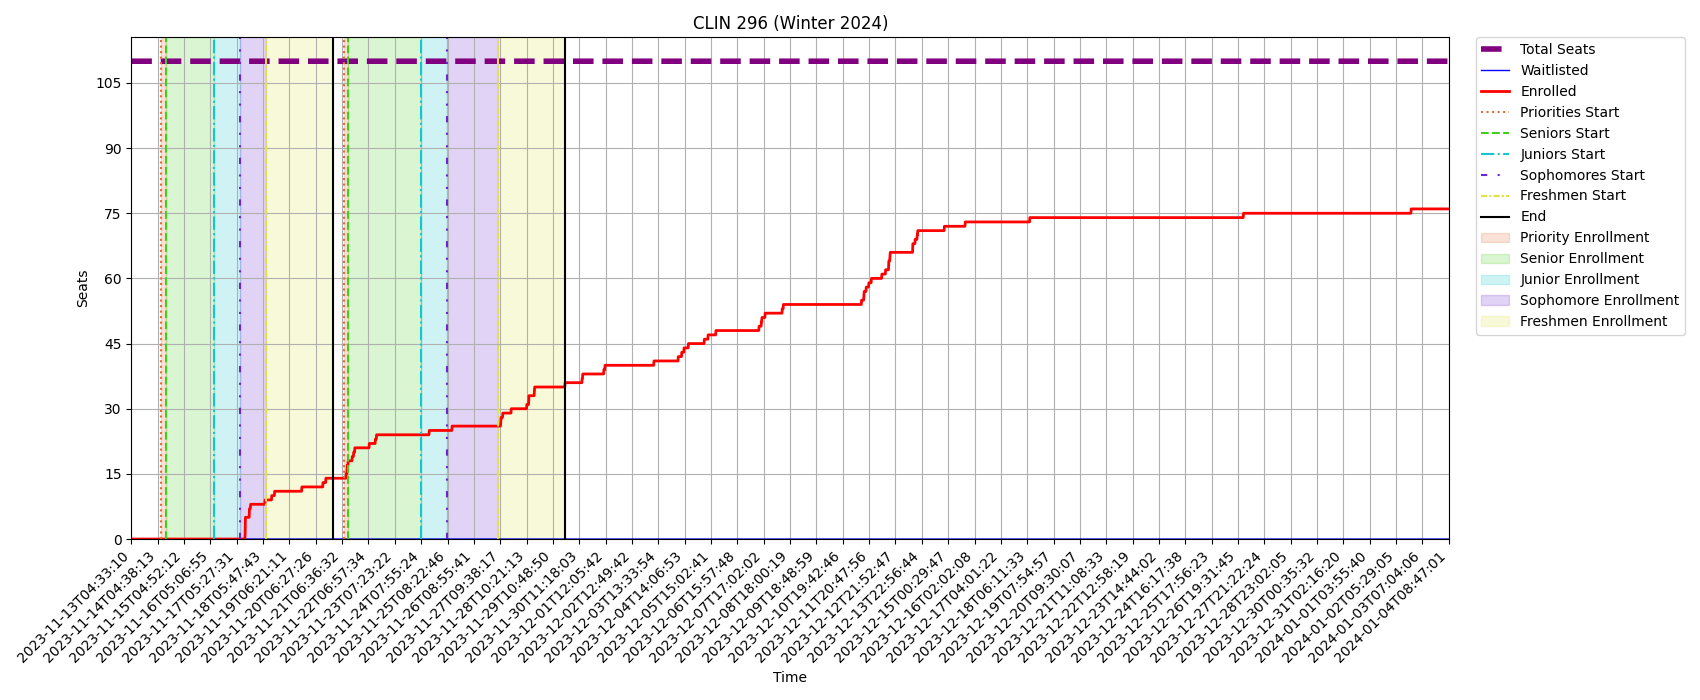 CLIN 296 (Winter 2024)
Total Seats
Waitlisted
Enrolled
Priorities Start
Seniors Start
Juniors Start
Sophomores Start
Freshmen Start
End
Priority Enrollment
Senior Enrollment
Junior Enrollment
Sophomore Enrollment
Freshmen Enrollment
Seats
105
90
75
60
45
30
15
0
2023-11-13T04:33:10
2023-11-14T04:38:13
2023-11-15T04:52:12
2023-11-16T05:06:55
2023-11-17T05:27:31
2023-11-18T05:47:43
2023-11-19T06:21:11
2023-11-20T06:27:26
2023-11-21T06:36:32
2023-11-22T06:57:34
2023-11-23T07:23:22
2023-11-24T07:55:24
2023-11-25T08:22:46
2023-11-26T08:55:41
2023-11-27T09:38:17
2023-11-28T10:21:13
2023-11-29T10:48:50
2023-11-30T11:18:03
2023-12-01T12:05:42
2023-12-02T12:49:42
2023-12-03T13:33:54
2023-12-04T14:06:53
2023-12-05T15:02:41
2023-12-06T15:57:48
2023-12-07T17:02:02
2023-12-08T18:00:19
2023-12-09T18:48:59
2023-12-10T19:42:46
2023-12-11T20:47:56
2023-12-12T21:52:47
2023-12-13T22:56:44
2023-12-15T00:29:47
2023-12-16T02:02:08
2023-12-17T04:01:22
2023-12-18T06:11:33
2023-12-19T07:54:57
2023-12-20T09:30:07
2023-12-21T11:08:33
2023-12-22T12:58:19
2023-12-23T14:44:02
2023-12-24T16:17:38
2023-12-25T17:56:23
2023-12-26T19:31:45
2023-12-27T21:22:24
2023-12-28T23:02:05
2023-12-30T00:35:32
2023-12-31T02:16:20
2024-01-01T03:55:40
2024-01-02T05:29:05
2024-01-03T07:04:06
2024-01-04T08:47:01
Time